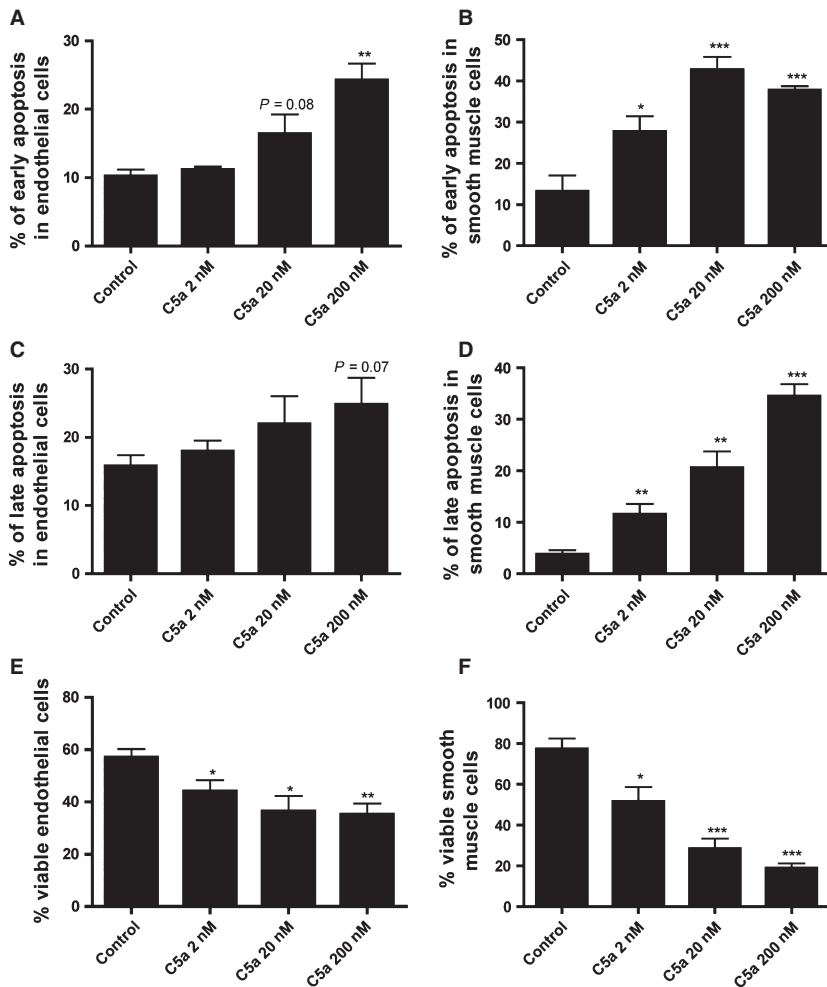 A
% of early apoptosis
in endothelial cells
30
20
10
0
P = 0.08
**
Control
C5a 2 nM
C5a 20 nM
C5a 200 nM
B
% of early apoptosis in
smooth muscle cells
50
40
30
20
10
0
*
***
***
Control
C5a 2 nM
C5a 20 nM
C5a 200 nM
C
% of late apoptosis
in endothelial cells
30
20
10
0
P = 0.07
Control
C5a 2 nM
C5a 20 nM
C5a 200 nM
D
% of late apoptosis in
smooth muscle cells
40
30
20
10
0
**
**
***
Control
C5a 2 nM
C5a 20 nM
C5a 200 nM
E
% viable endothelial cells
80
60
40
20
0
*
*
**
Control
C5a 2 nM
C5a 20 nM
C5a 200 nM
F
% viable smooth
muscle cells
100
80
60
40
20
0
*
***
***
Control
C5a 2 nM
C5a 20 nM
C5a 200 nM